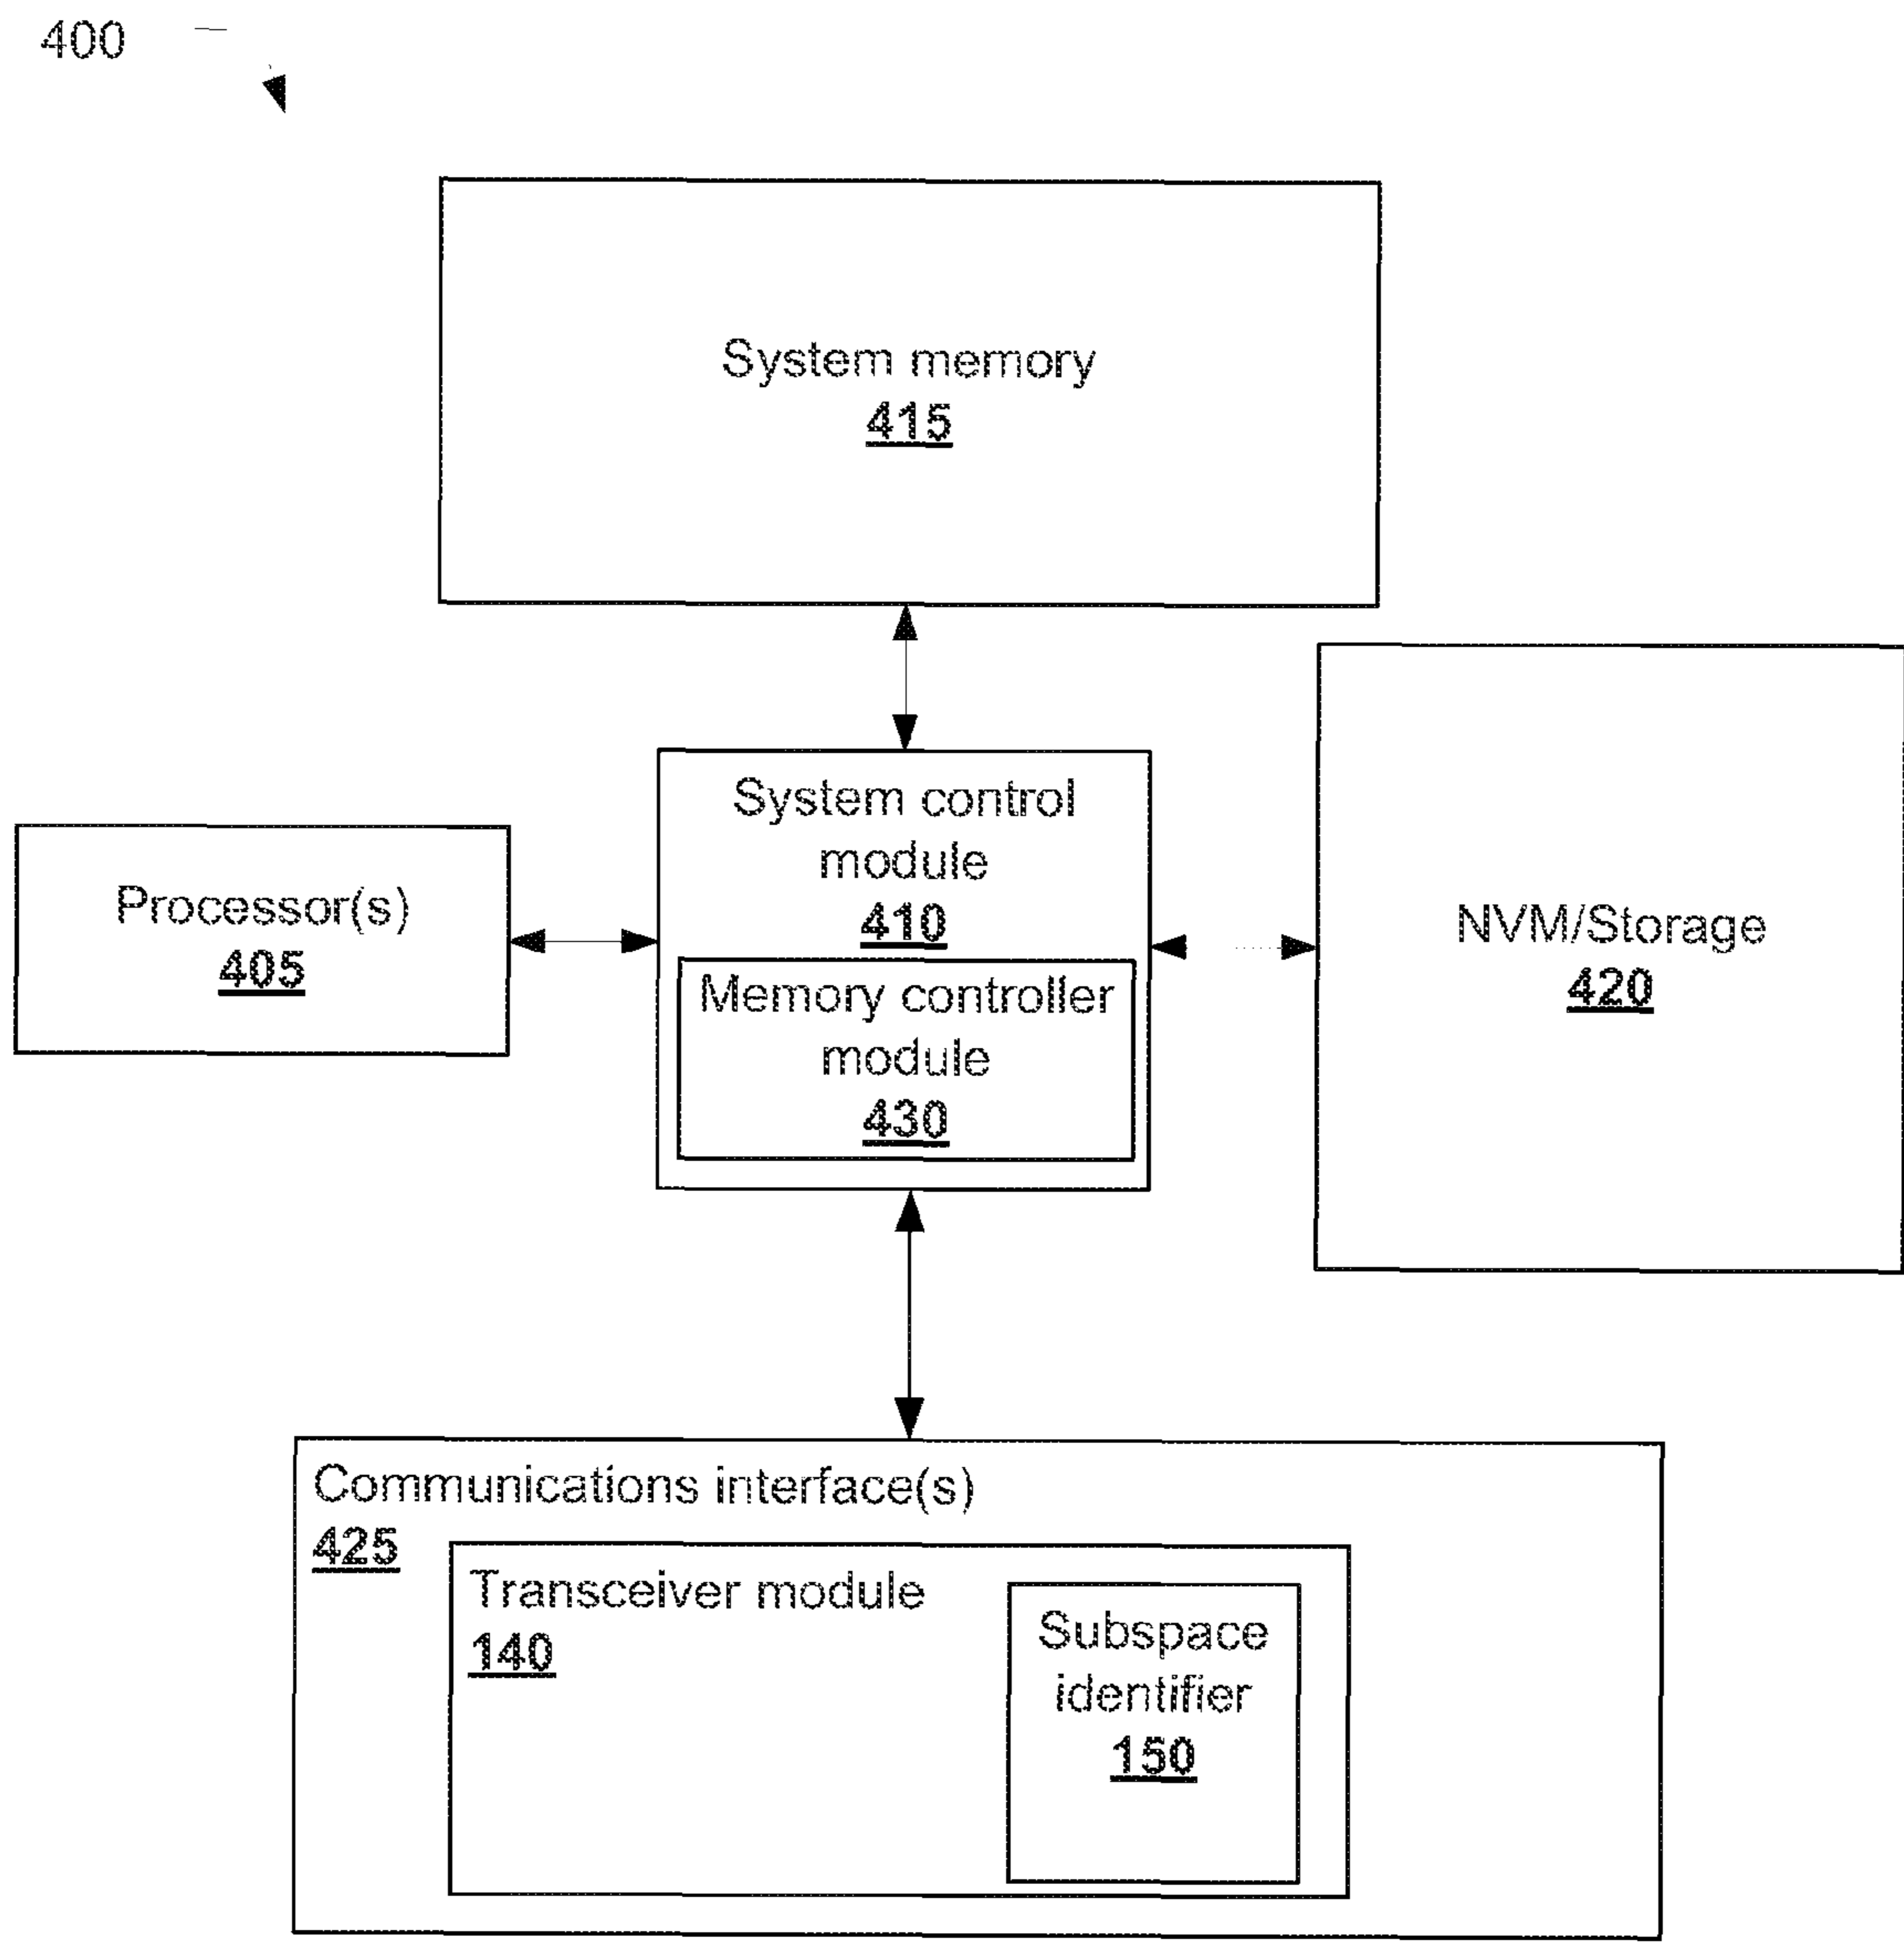 400
System memory
415
System control
module
410
Processor(s)
405
Memory controller
module
430
NVM/Storage
420
Communications interface(s)
425
Transceiver module
140
Subspace
identifier
150